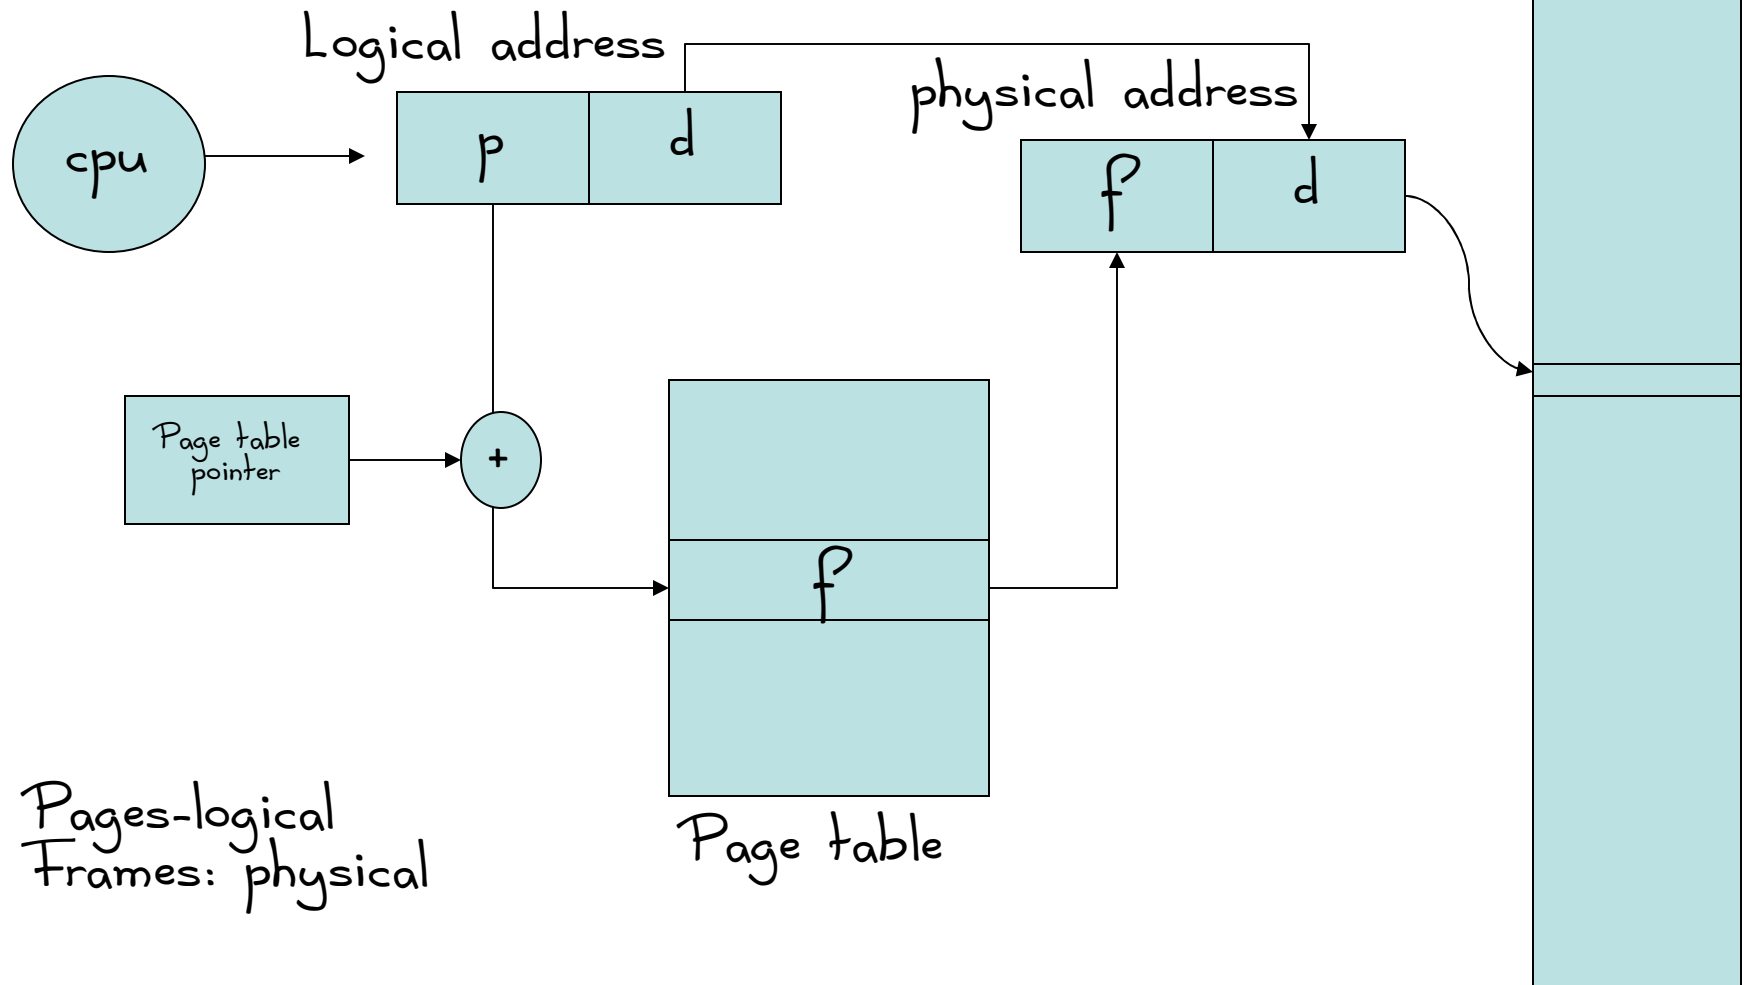 Logical address
physical address
cpu
p
d
f
d
Page table
pointer
+
f
Page table
Pages-logical
Frames: physical